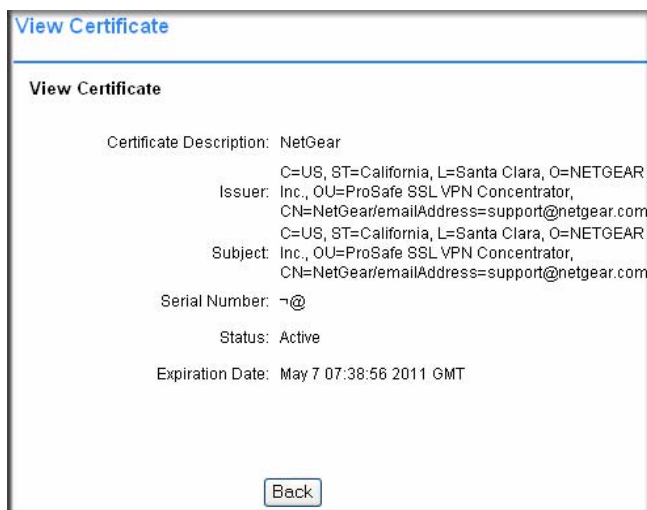 View Certificate
View Certificate
Certificate Description: NetGear
C=US, ST=California, L=Santa Clara, O=NETGEAR
Issuer: Inc., OU=ProSafe SSL VPN Concentrator,
CN=NetGear/emailAddress=support@netgear.com
C=US, ST=California, L=Santa Clara, O=NETGEAR
Subject: Inc., OU=ProSafe SSL VPN Concentrator,
CN=NetGear/emailAddress=support@netgear.com
Serial Number: ¬@
Status: Active
Expiration Date: May 7 07:38:56 2011 GMT
Back